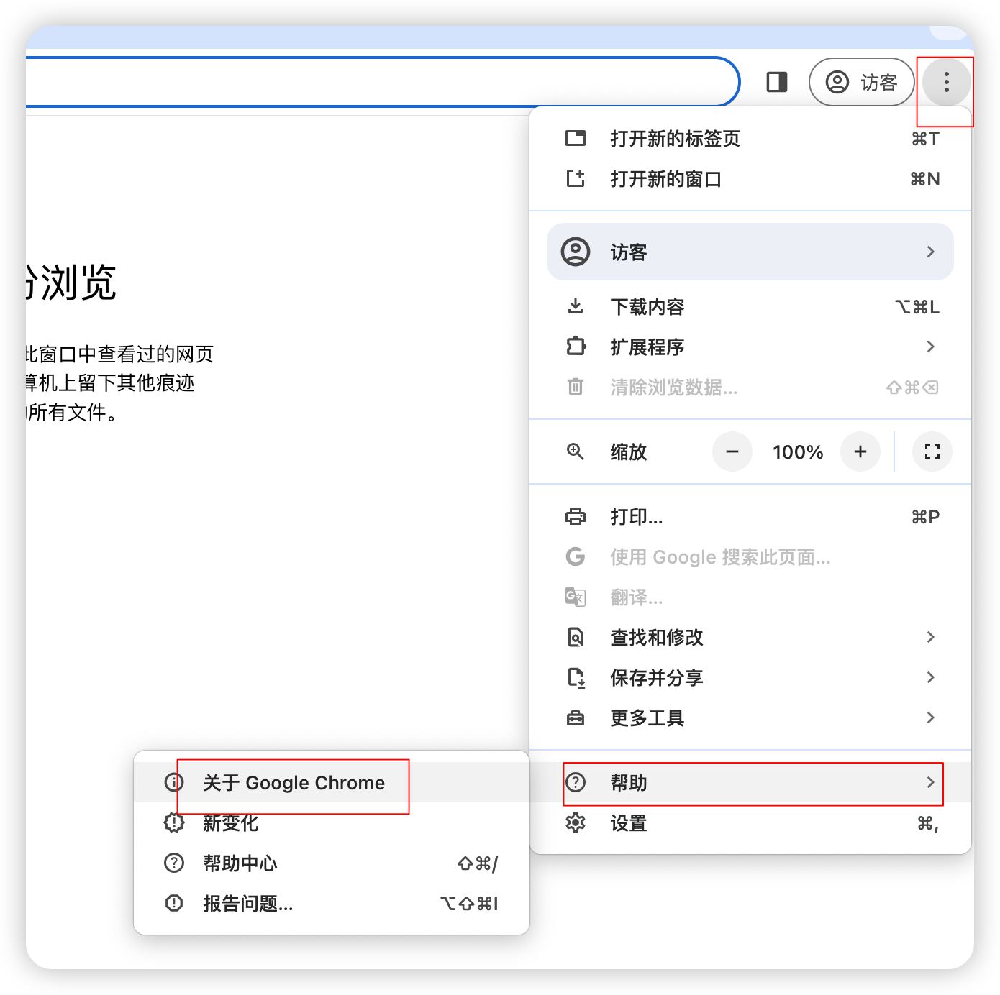 访客
打开新的标签页 ⌘T
打开新的窗口 ⌘N
访客
浏览
下载内容 ⌥⌘L
扩展程序
此窗口中查看过的网页
算机上留下其他痕迹
清除浏览数据... ⇧⌘⌫
所有文件。
缩放 − 100% +
打印... ⌘P
使用 Google 搜索此页面...
翻译...
查找和修改
保存并分享
更多工具
关于 Google Chrome
帮助
新变化
设置 ⌘,
帮助中心 ⇧⌘/
报告问题... ⌥⇧⌘I